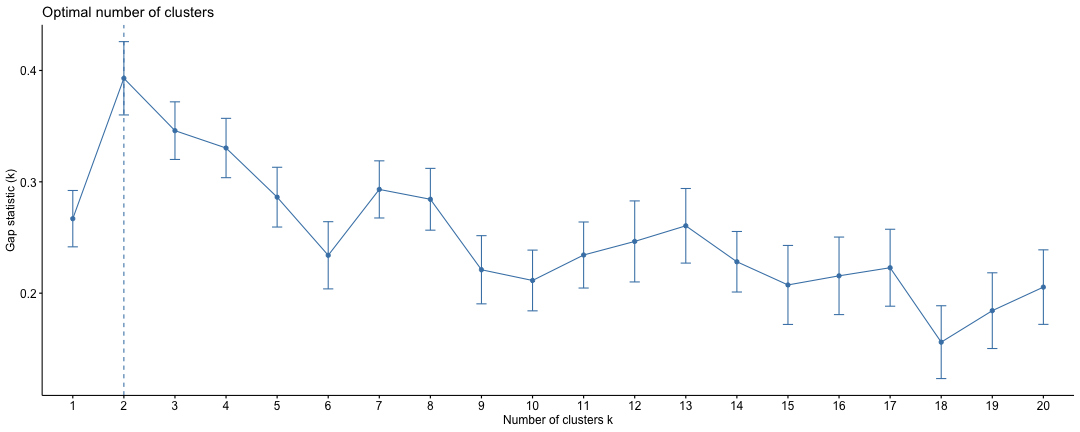 Optimal number of clusters
Gap statistic (k)
0.4
0.3
0.2
1 2 3 4 5 6 7 8 9 10 11 12 13 14 15 16 17 18 19 20
Number of clusters k